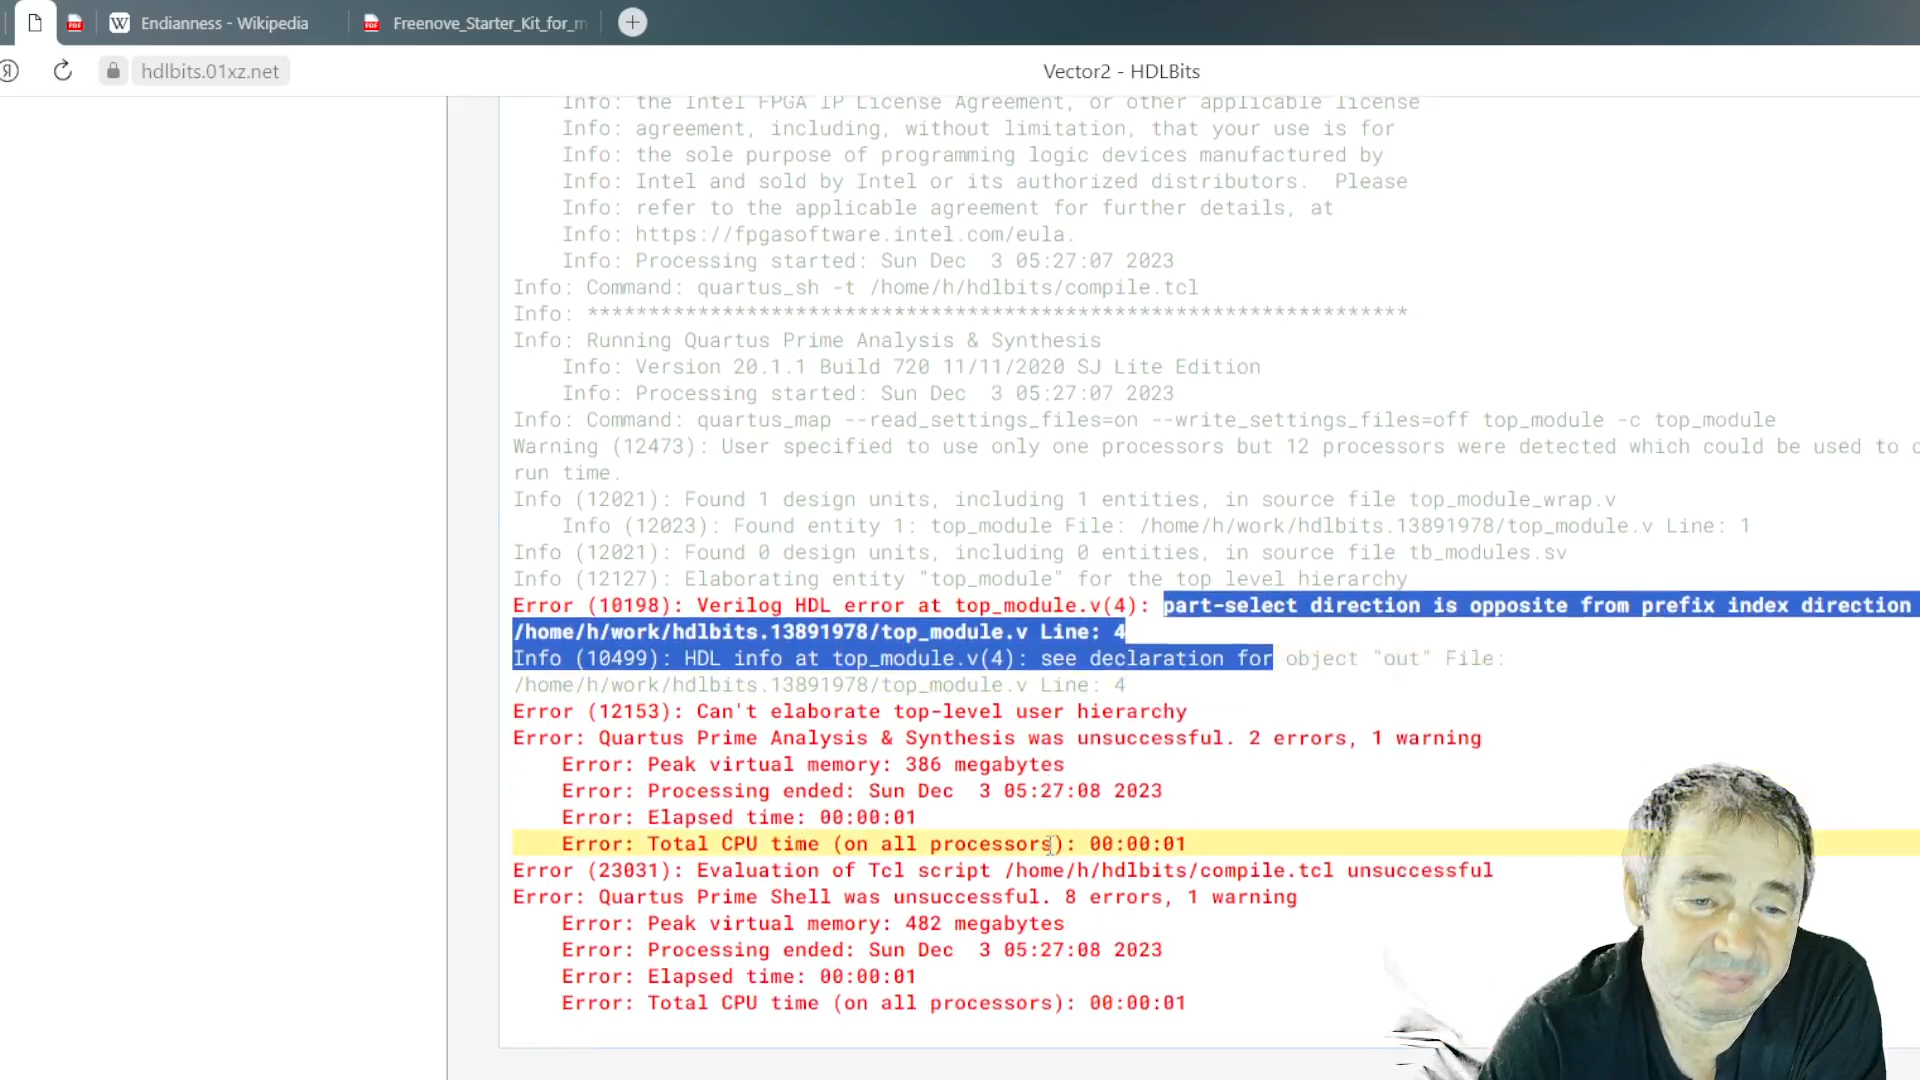 Endianness - Wikipedia
Freenove_Starter_Kit_for_m
hdlbits.01xz.net
Vector2 - HDLBits
Info: the Intel FPGA IP License Agreement, or other applicable license
Info: agreement, including, without limitation, that your use is for
Info: the sole purpose of programming logic devices manufactured by
Info: Intel and sold by Intel or its authorized distributors.  Please
Info: refer to the applicable agreement for further details, at
Info: https://fpgasoftware.intel.com/eula.
Info: Processing started: Sun Dec  3 05:27:07 2023
Info: Command: quartus_sh -t /home/h/hdlbits/compile.tcl
Info: *******************************************************************
Info: Running Quartus Prime Analysis & Synthesis
Info: Version 20.1.1 Build 720 11/11/2020 SJ Lite Edition
Info: Processing started: Sun Dec  3 05:27:07 2023
Info: Command: quartus_map --read_settings_files=on --write_settings_files=off top_module -c top_module
Warning (12473): User specified to use only one processors but 12 processors were detected which could be used to
run time.
Info (12021): Found 1 design units, including 1 entities, in source file top_module_wrap.v
Info (12023): Found entity 1: top_module File: /home/h/work/hdlbits.13891978/top_module.v Line: 1
Info (12021): Found 0 design units, including 0 entities, in source file tb_modules.sv
Info (12127): Elaborating entity "top_module" for the top level hierarchy
Error (10198): Verilog HDL error at top_module.v(4): part-select direction is opposite from prefix index direction
/home/h/work/hdlbits.13891978/top_module.v Line: 4
Info (10499): HDL info at top_module.v(4): see declaration for object "out" File:
/home/h/work/hdlbits.13891978/top_module.v Line: 4
Error (12153): Can't elaborate top-level user hierarchy
Error: Quartus Prime Analysis & Synthesis was unsuccessful. 2 errors, 1 warning
Error: Peak virtual memory: 386 megabytes
Error: Processing ended: Sun Dec  3 05:27:08 2023
Error: Elapsed time: 00:00:01
Error: Total CPU time (on all processors): 00:00:01
Error (23031): Evaluation of Tcl script /home/h/hdlbits/compile.tcl unsuccessful
Error: Quartus Prime Shell was unsuccessful. 8 errors, 1 warning
Error: Peak virtual memory: 482 megabytes
Error: Processing ended: Sun Dec  3 05:27:08 2023
Error: Elapsed time: 00:00:01
Error: Total CPU time (on all processors): 00:00:01